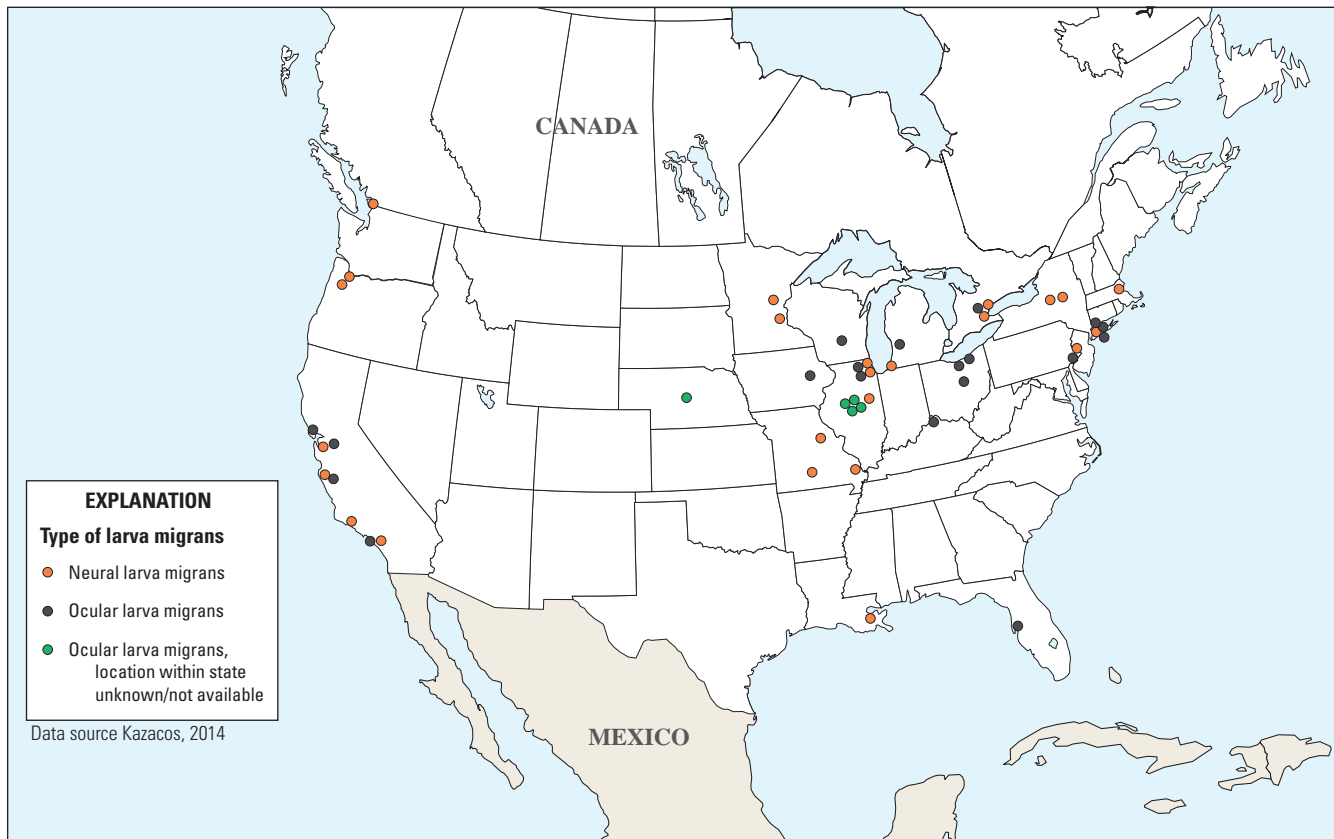 CANADA
EXPLANATION
Type of larva migrans
Neural larva migrans
Ocular larva migrans
Ocular larva migrans,
location within state
unknown/not available
Data source Kazacos, 2014
MEXICO